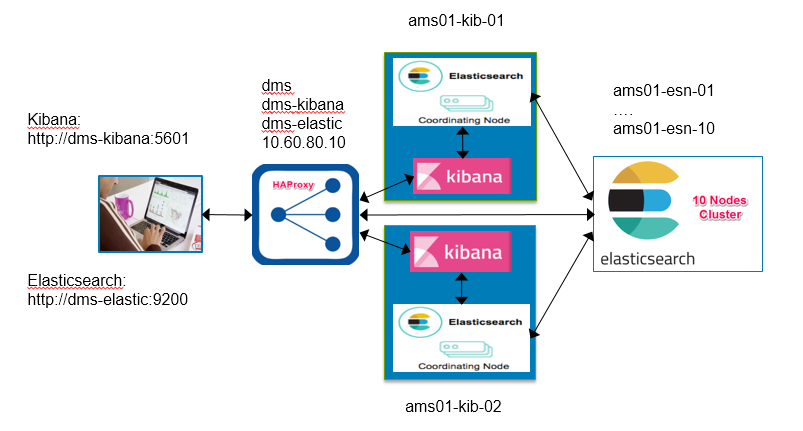 ams01-kib-01
Kibana:
http://dms-kibana:5601
dms
dms-kibana
dms-elastic
10.60.80.10
Elasticsearch
Coordinating Node
kibana
ams01-esn-01
....
ams01-esn-10
HAProxy
10 Nodes
Cluster
elasticsearch
kibana
Elasticsearch
Coordinating Node
Elasticsearch:
http://dms-elastic:9200
ams01-kib-02